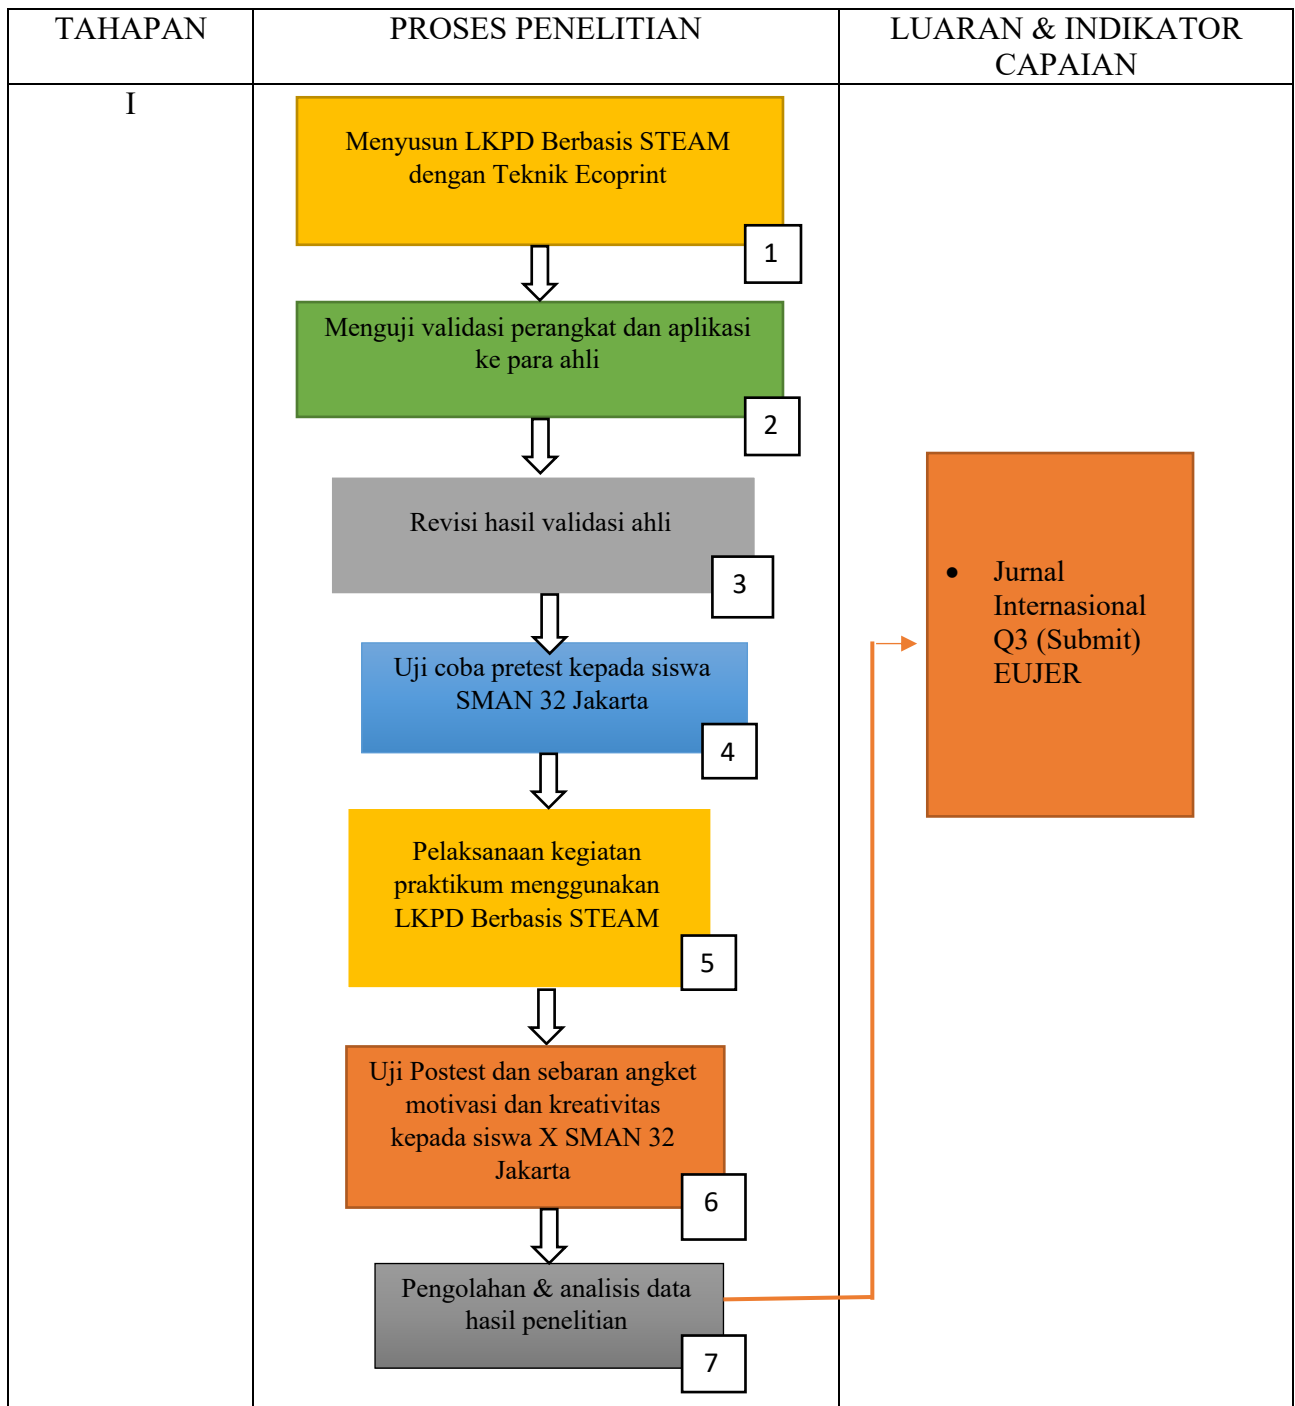 TAHAPAN
PROSES PENELITIAN
LUARAN & INDIKATOR
CAPAIAN
I
Menyusun LKPD Berbasis STEAM
dengan Teknik Ecoprint
1
Menguji validasi perangkat dan aplikasi
ke para ahli
2
Revisi hasil validasi ahli
3
Uji coba pretest kepada siswa
SMAN 32 Jakarta
4
Pelaksanaan kegiatan
praktikum menggunakan
LKPD Berbasis STEAM
5
Uji Postest dan sebaran angket
motivasi dan kreativitas
kepada siswa X SMAN 32
Jakarta
6
Pengolahan & analisis data
hasil penelitian
7
• Jurnal
Internasional
Q3 (Submit)
EUJER